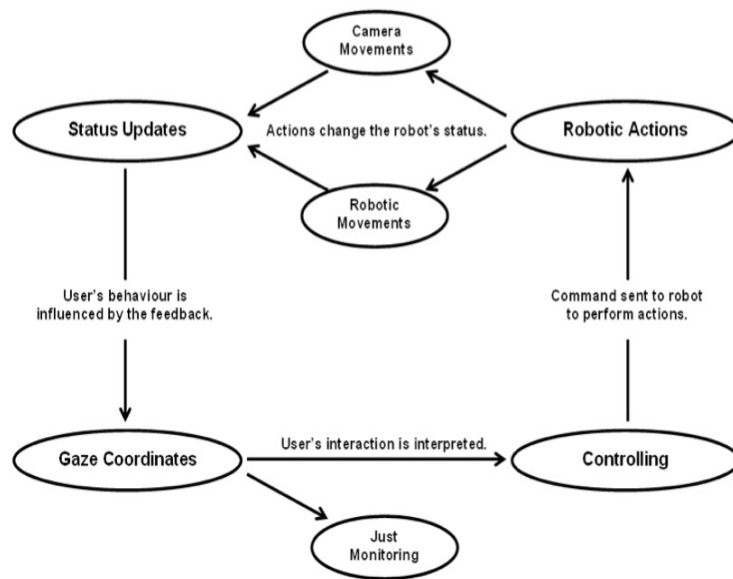 Camera
Movements
Status Updates
Actions change the robot's status.
Robotic Actions
Robotic
Movements
User's behaviour is
influenced by the feedback.
Command sent to robot
to perform actions.
User's interaction is interpreted.
Gaze Coordinates
Controlling
Just
Monitoring